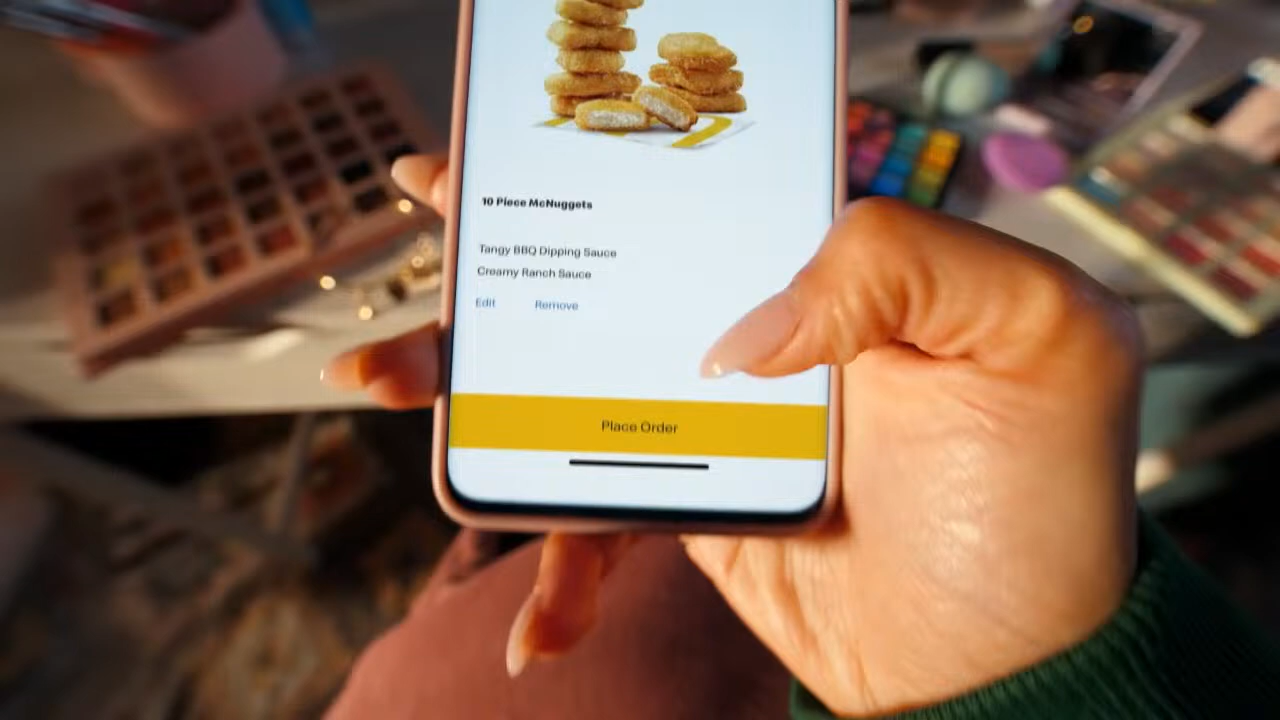 10 Piece McNuggets
Tangy BBQ Dipping Sauce
Creamy Ranch Sauce
Edit Remove
Place Order